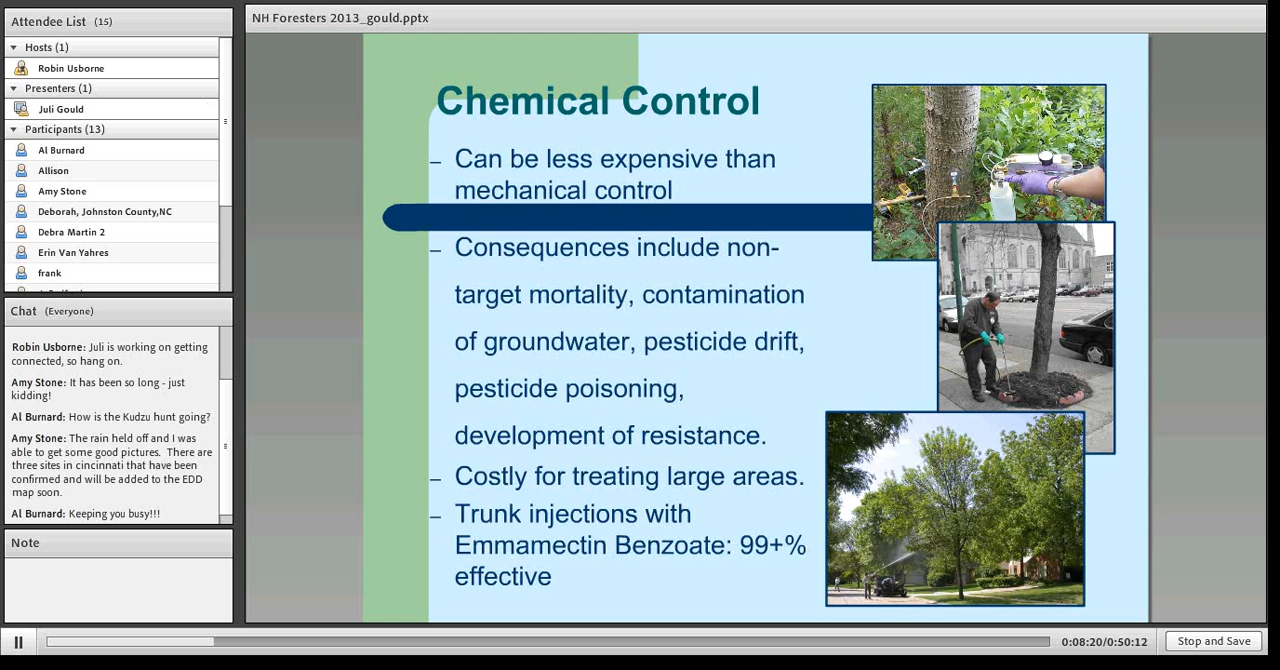 Attendee List (15)
Hosts (1)
Robin Usborne
Presenters (1)
Juli Gould
Participants (13)
Al Burnard
Allison
Amy Stone
Deborah, Johnston County,NC
Debra Martin 2
Erin Van Yahres
frank
Chat (Everyone)
Robin Usborne: Juli is working on getting
connected, so hang on.
Amy Stone: It has been so long - just
kidding!
Al Burnard: How is the Kudzu hunt going?
Amy Stone: The rain held off and I was
able to get some good pictures. There are
three sites in cincinnati that have been
confirmed and will be added to the EDD
map soon.
Al Burnard: Keeping you busy!!!
Note
NH Foresters 2013_gould.pptx
Chemical Control
– Can be less expensive than
mechanical control
– Consequences include non-
target mortality, contamination
of groundwater, pesticide drift,
pesticide poisoning,
development of resistance.
– Costly for treating large areas.
– Trunk injections with
Emmamectin Benzoate: 99+%
effective
0:08:20/0:50:12
Stop and Save